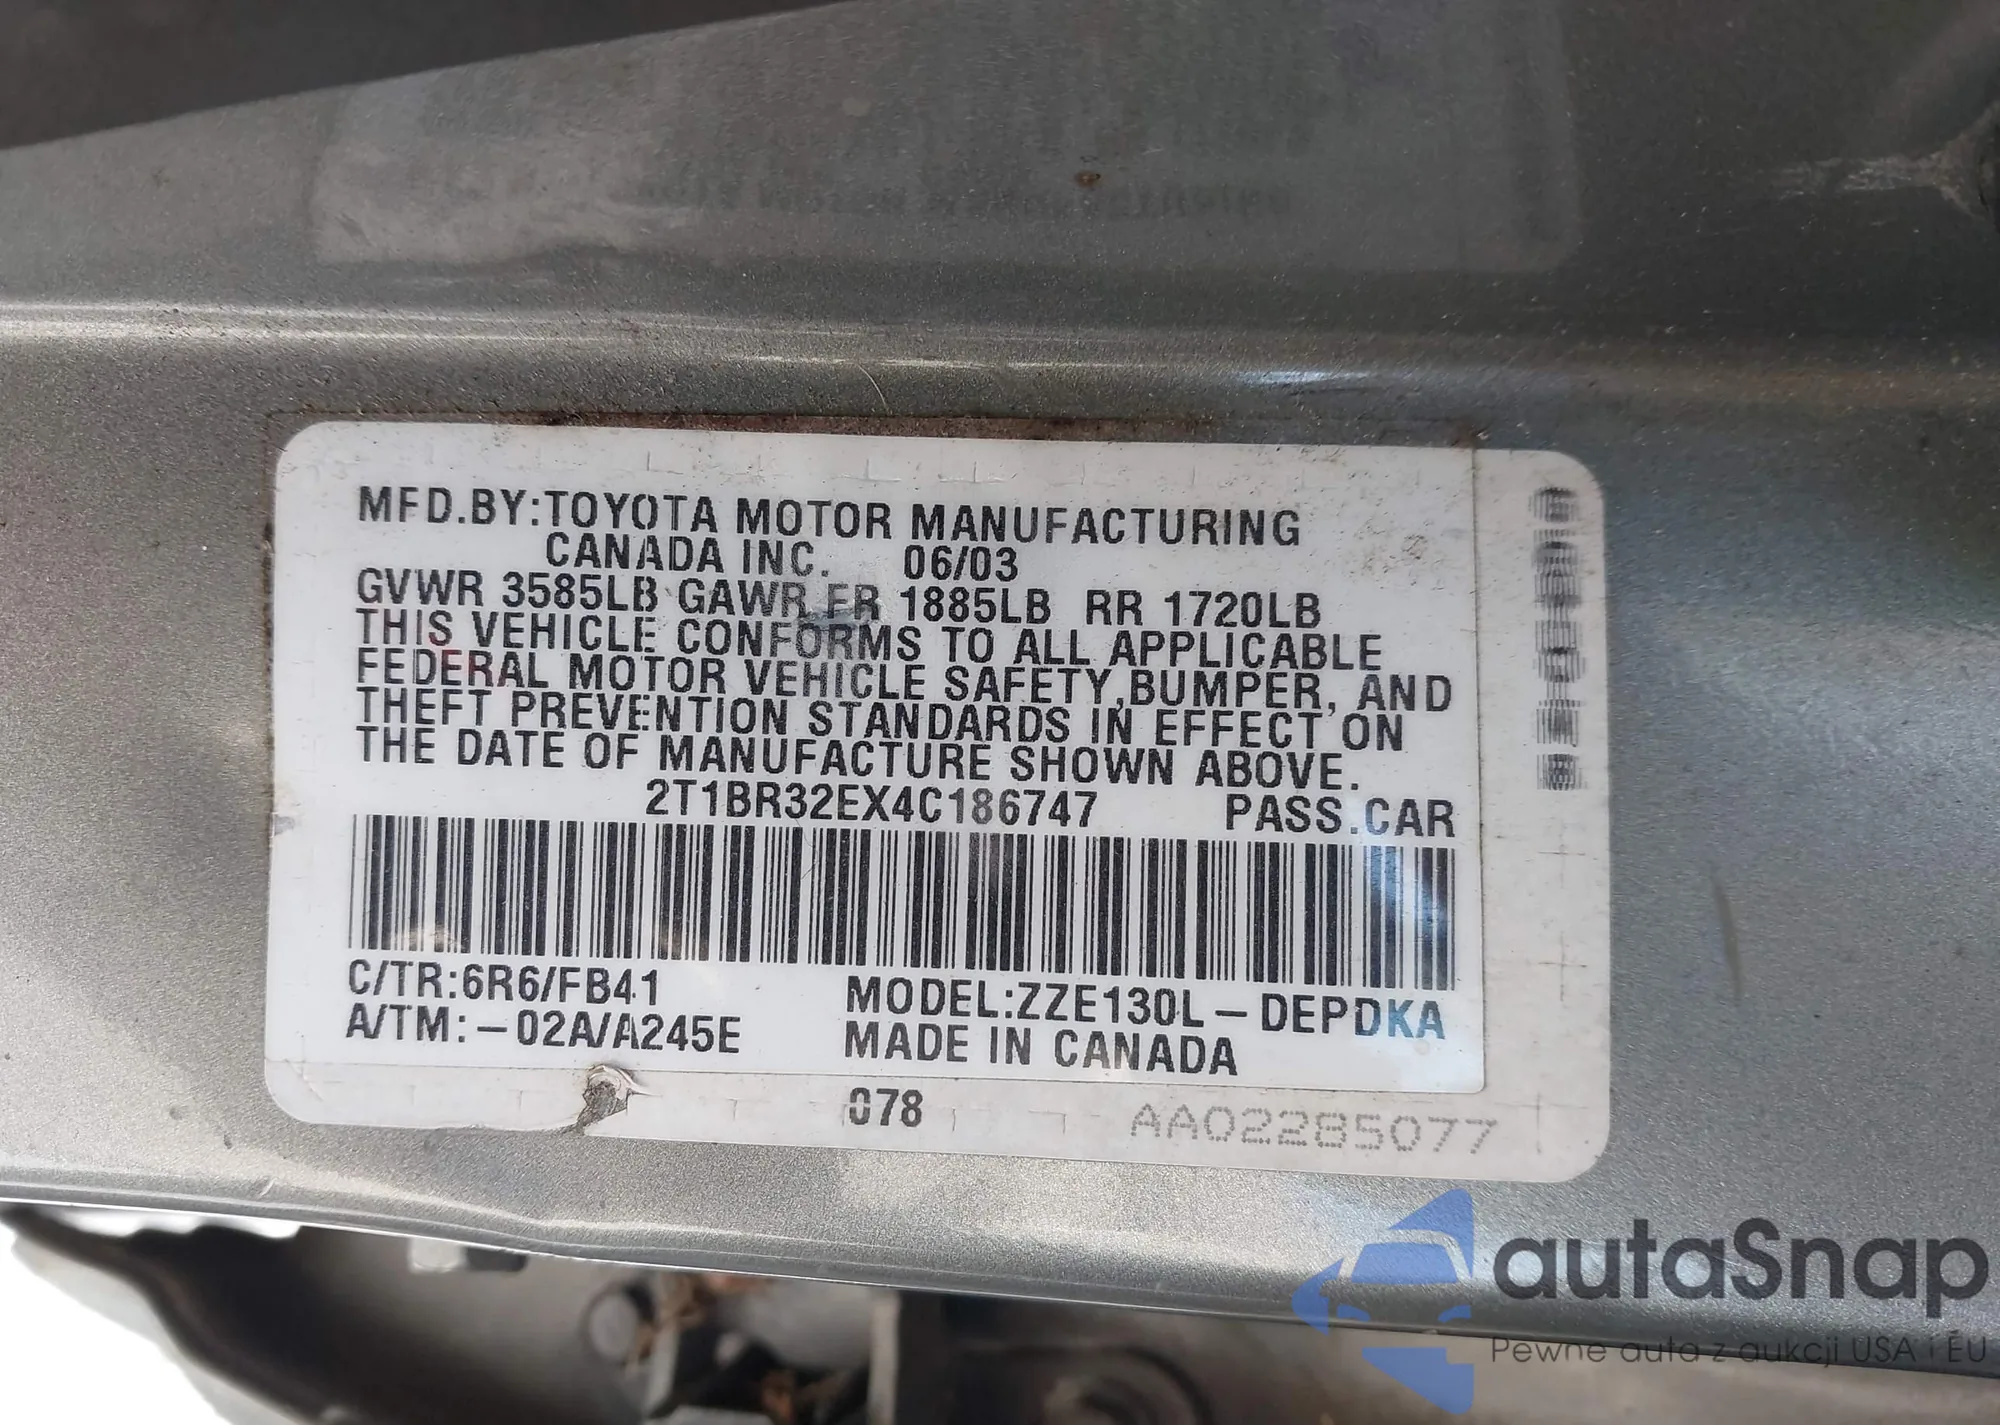 MFD.BY:TOYOTA MOTOR MANUFACTURING
CANADA INC. 06/03
GVWR 3585LB GAWR FR 1885LB RR 1720LB
THIS VEHICLE CONFORMS TO ALL APPLICABLE
FEDERAL MOTOR VEHICLE SAFETY,BUMPER, AND
THEFT PREVENTION STANDARDS IN EFFECT ON
THE DATE OF MANUFACTURE SHOWN ABOVE.
2T1BR32EX4C186747 PASS.CAR
C/TR:6R6/FB41
A/TM:-02A/A245E
MODEL:ZZE130L-DEPDKA
MADE IN CANADA
078
AA02285077
autaSnap
Pewne auta z aukcji USA i EU